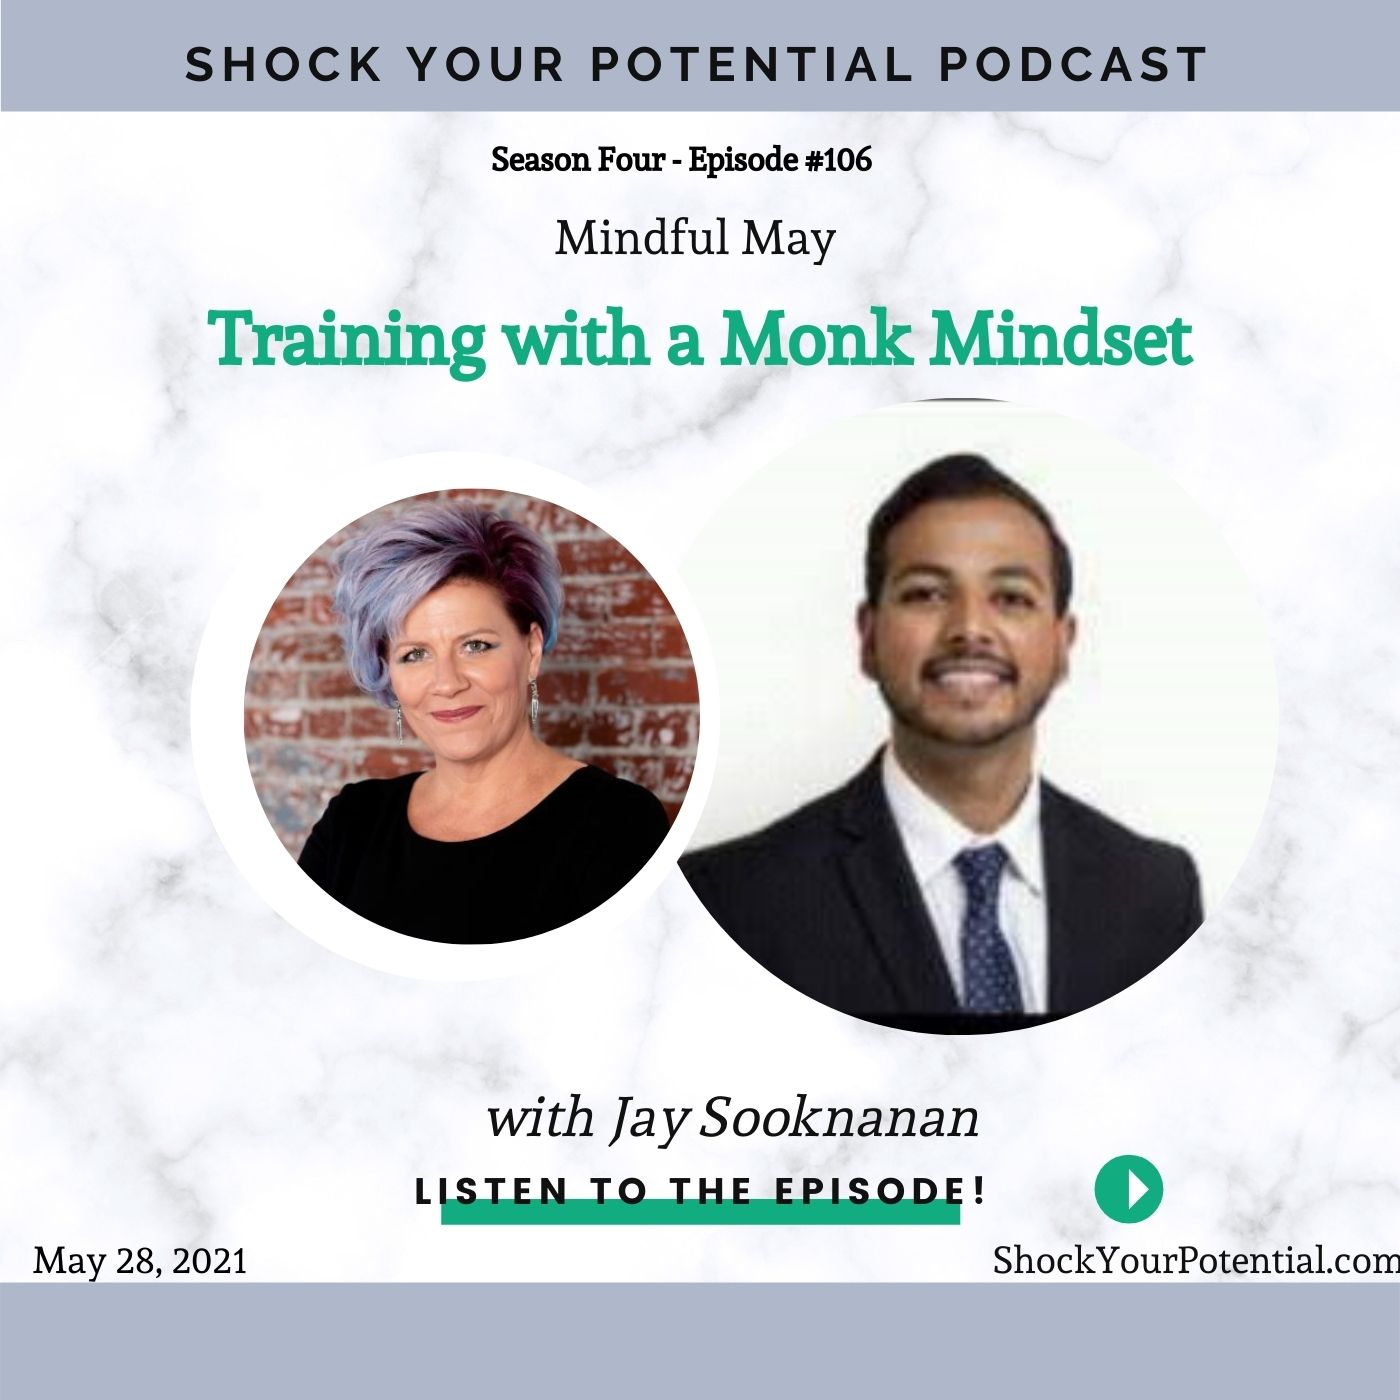 SHOCK YOUR POTENTIAL PODCAST
Season Four - Episode #106
Mindful May
Training with a Monk Mindset
with Jay Sooknanan
LISTEN TO THE EPISODE!
May 28, 2021
ShockYourPotential.com